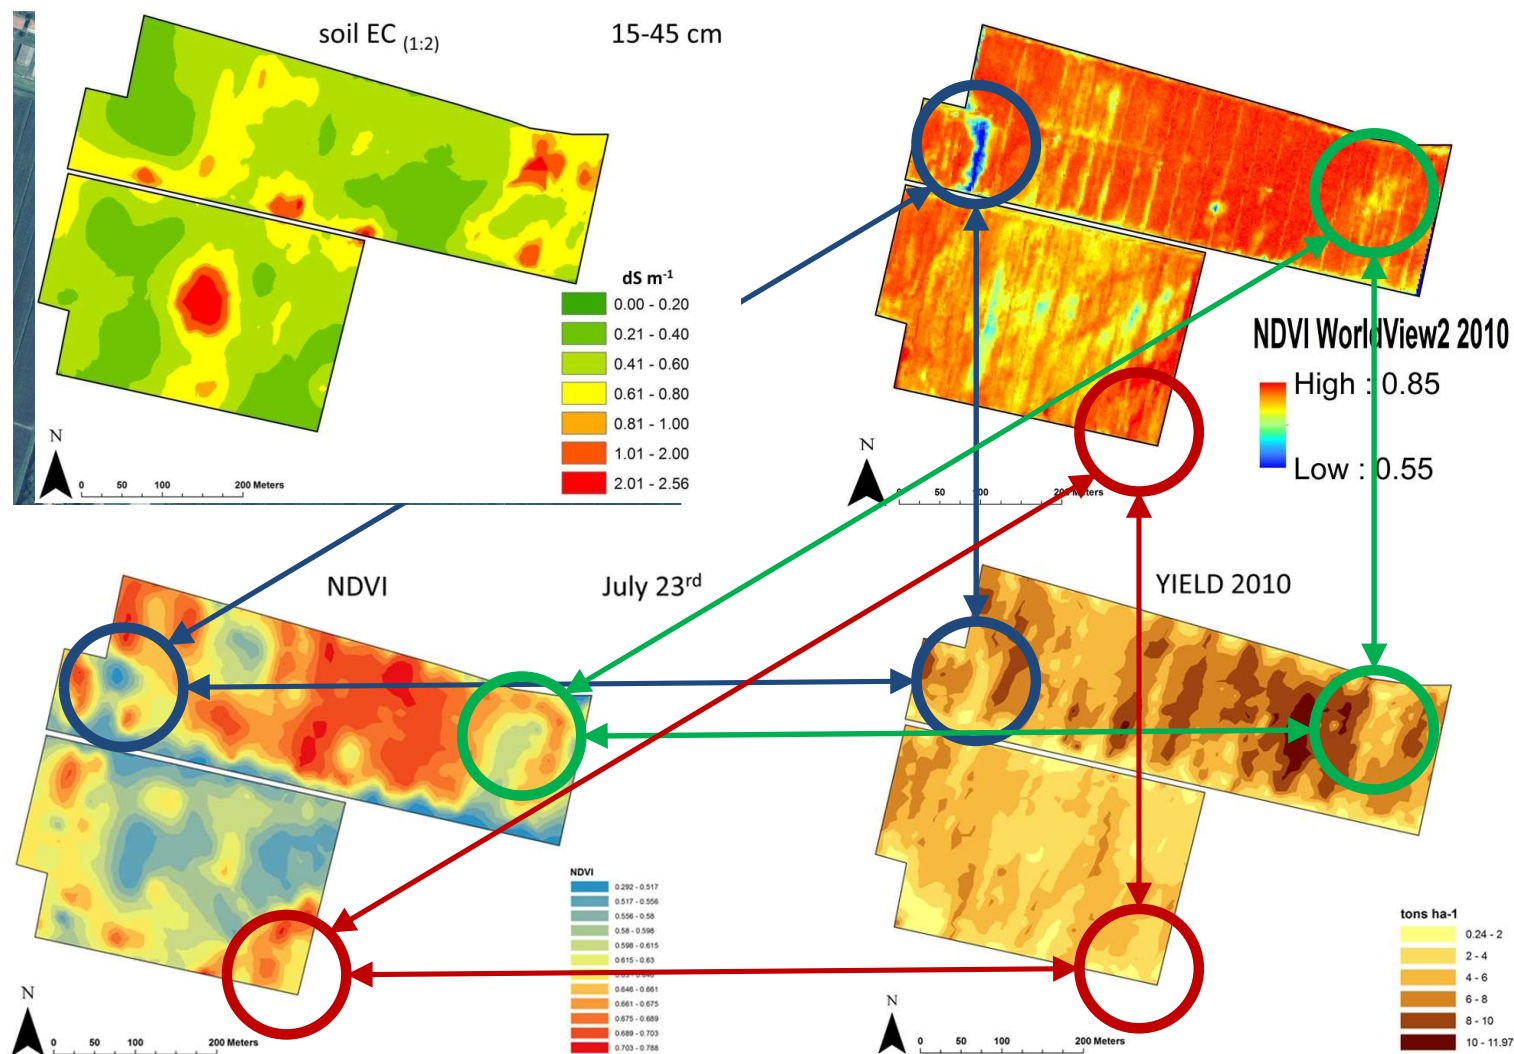 soil EC (1:2) 15-45 cm
dS m-1
0.00 - 0.20
0.21 - 0.40
0.41 - 0.60
0.61 - 0.80
0.81 - 1.00
1.01 - 2.00
2.01 - 2.56
N
0 50 100 200 Meters
NDVI WorldView2 2010
High : 0.85
Low : 0.55
N
0 50 100 200 Meters
NDVI July 23rd
NDVI
0.292 - 0.517
0.517 - 0.556
0.556 - 0.58
0.58 - 0.598
0.598 - 0.615
0.615 - 0.63
0.646 - 0.661
0.661 - 0.675
0.675 - 0.689
0.689 - 0.703
0.703 - 0.788
N
0 50 100 200 Meters
YIELD 2010
tons ha-1
0.24 - 2
2 - 4
4 - 6
6 - 8
8 - 10
10 - 11.97
N
0 50 100 200 Meters